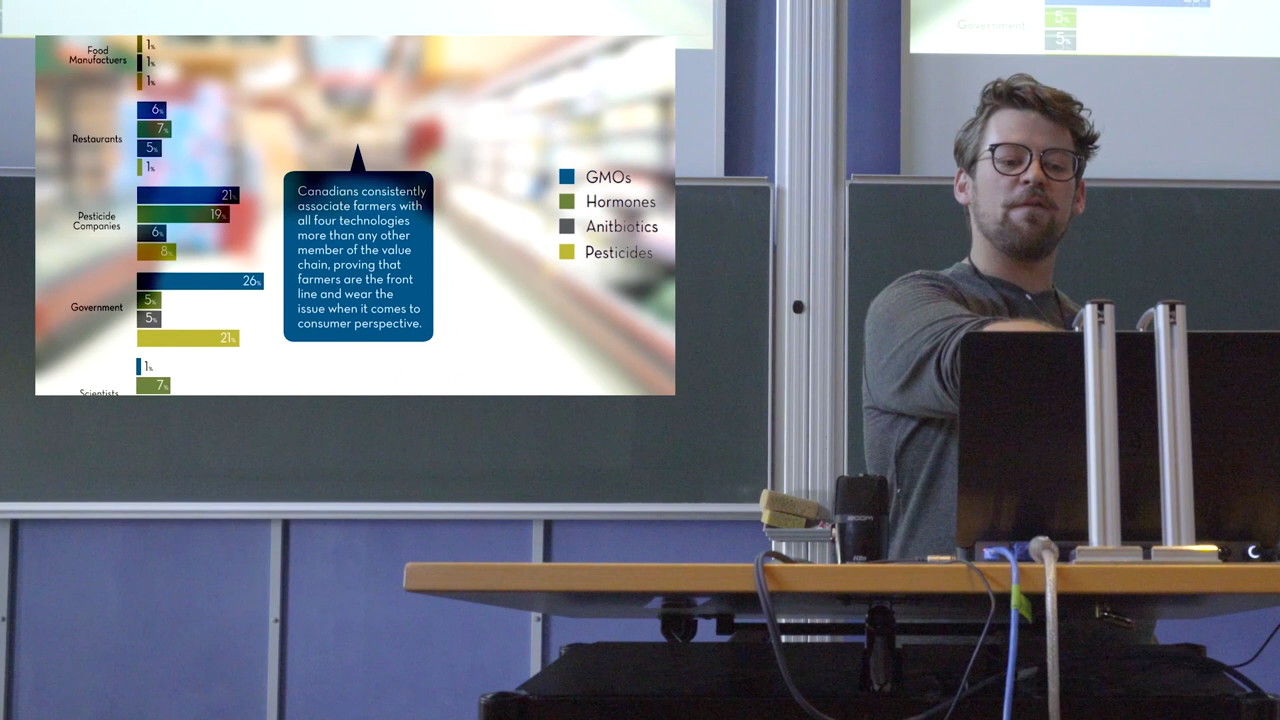 Food
Manufactuers
1%
1%
1%
Restaurants
6%
7%
5%
1%
Pesticide
Companies
21%
19%
6%
8%
Government
26%
5%
5%
21%
1%
7%
Scientists
Canadians consistently
associate farmers with
all four technologies
more than any other
member of the value
chain, proving that
farmers are the front
line and wear the
issue when it comes to
consumer perspective.
GMOs
Hormones
Anitbiotics
Pesticides
Government
5%
5%
zoom